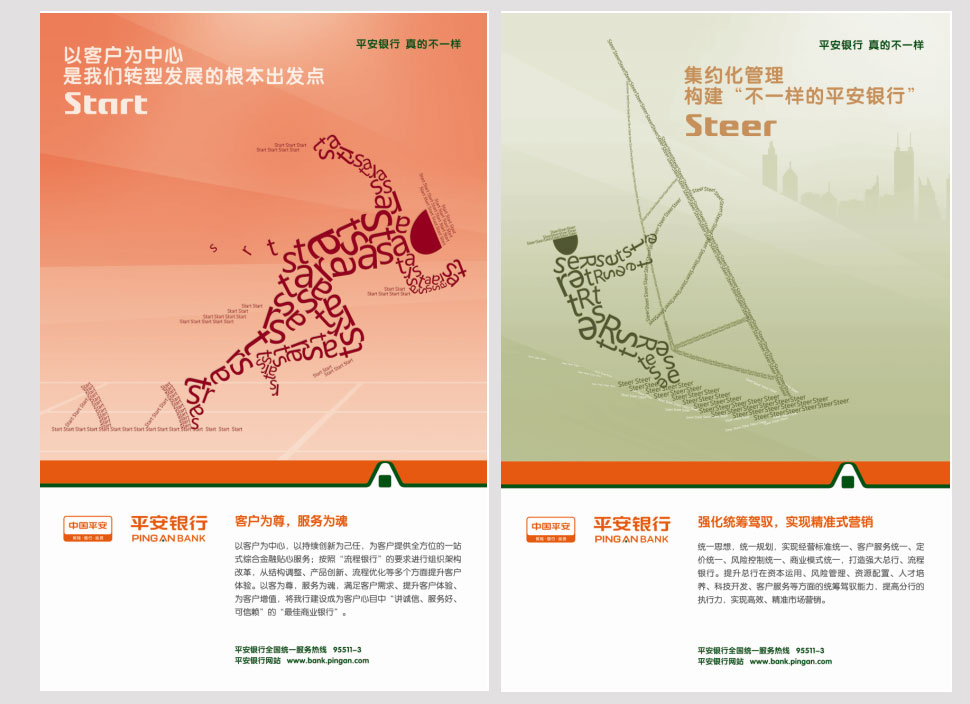 平安银行 真的不一样
以客户为中心
是我们转型发展的根本出发点
Start
中国平安
保险·银行·投资
平安银行
PING AN BANK
客户为尊，服务为魂
以客户为中心，以持续创新为己任，为客户提供全方位的一站
式综合金融贴心服务；按照“流程银行”的要求进行组织架构
改革，从结构调整、产品创新、流程优化等多个方面提升客户
体验。以客为尊，服务为魂，满足客户需求、提升客户体验、
为客户增值，将我行建设成为客户心目中“讲诚信、服务好、
可信赖”的“最佳商业银行”。
平安银行全国统一服务热线 95511-3
平安银行网站 www.bank.pingan.com
平安银行 真的不一样
集约化管理
构建“不一样的平安银行”
Steer
中国平安
保险·银行·投资
平安银行
PING AN BANK
强化统筹驾驭，实现精准式营销
统一思想，统一规划，实现经营标准统一、客户服务统一、定
价统一、风险控制统一、商业模式统一，打造强大总行、流程
银行。提升总行在资本运用、风险管理、资源配置、人才培
养、科技开发、客户服务等方面的统筹驾驭能力，提高分行的
执行力，实现高效、精准市场营销。
平安银行全国统一服务热线 95511-3
平安银行网站 www.bank.pingan.com